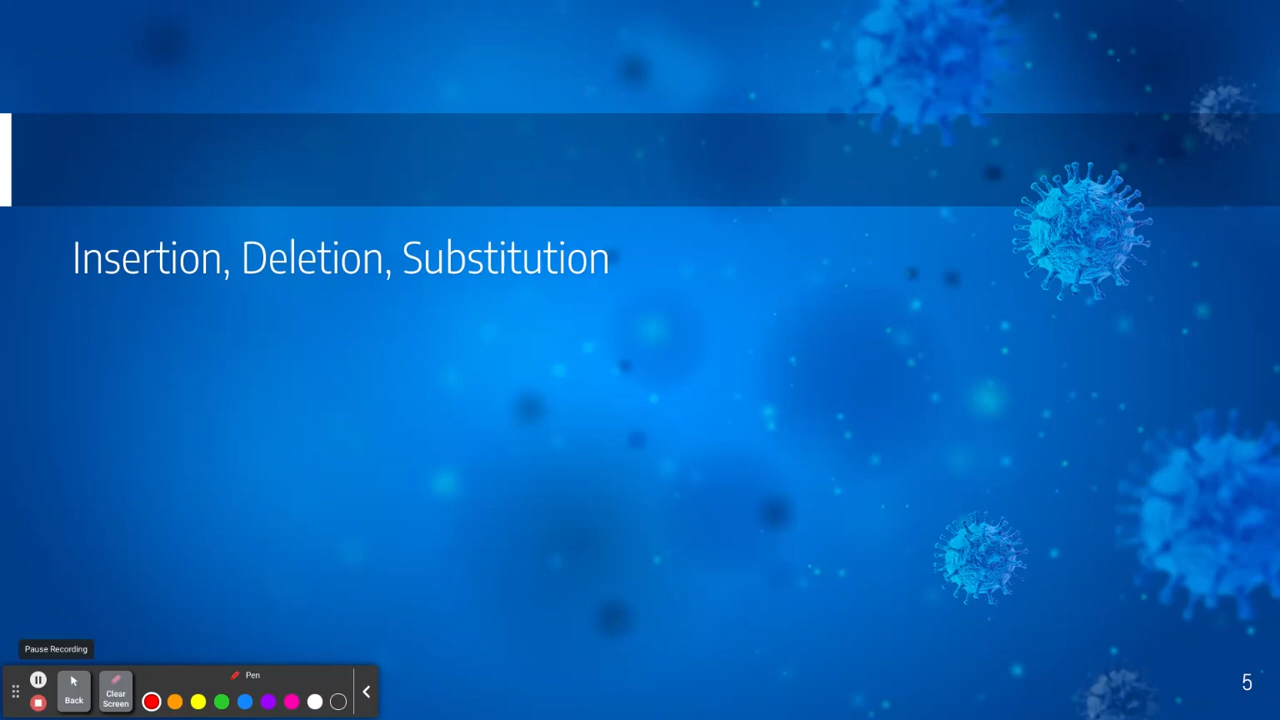 Insertion, Deletion, Substitution
Pause Recording
Pen
Back
Clear
Screen
5